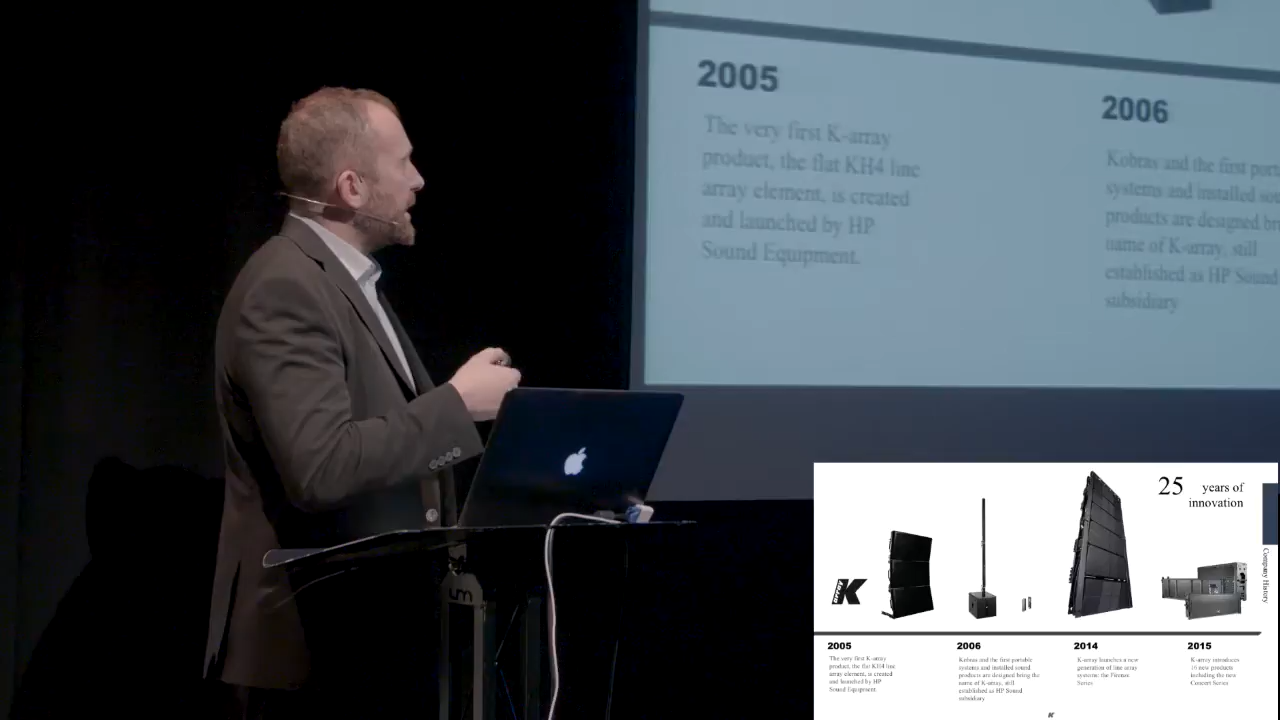 2005
The very first K-array
product, the flat KH4 line
array element, is created
and launched by HP
Sound Equipment.
2006
Kobras and the first port
systems and installed sou
products are designed br
name of K-array, still
established as HP Sound
subsidiary
um
25 years of
innovation
Company History
K
2005
The very first K-array
product, the flat KH4 line
array element, is created
and launched by HP
Sound Equipment.
2006
Kobras and the first portable
systems and installed sound
products are designed bring the
name of K-array, still
established as HP Sound
subsidiary
2014
K-array launches a new
generation of line array
systems: the Firenze
Series
2015
K-array introduces
16 new products
including the new
Concert Series
K